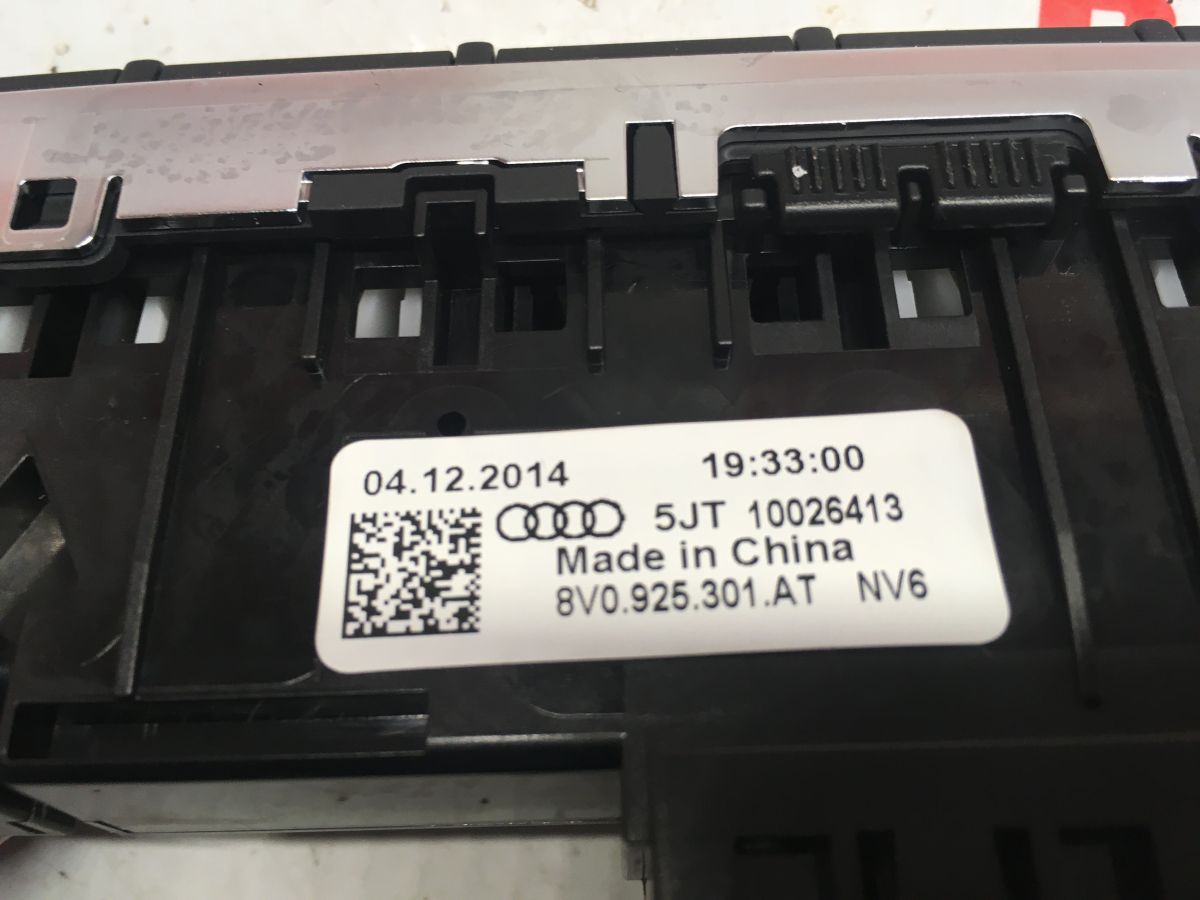 04.12.2014 19:33:00
5JT 10026413
Made in China
8V0.925.301.AT NV6